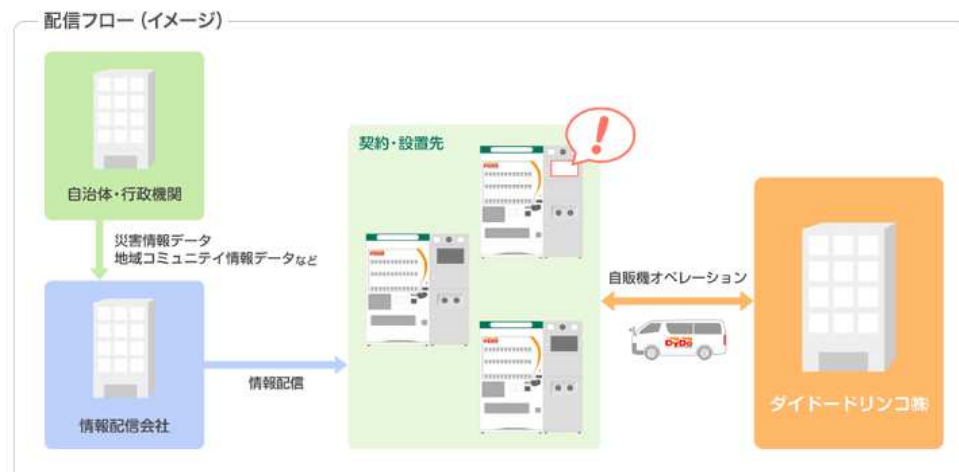 配信フロー（イメージ）
自治体・行政機関
災害情報データ
地域コミュニテイ情報データなど
情報配信会社
情報配信
契約・設置先
!
自販機オペレーション
DyDo
ダイドードリンコ㈱